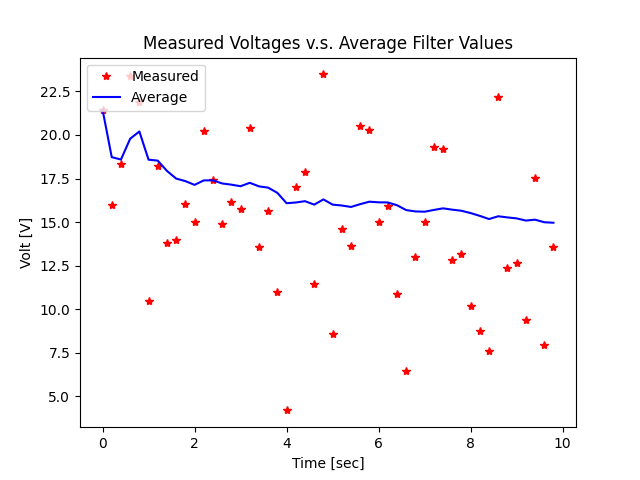 Measured Voltages v.s. Average Filter Values
Measured
Average
22.5
20.0
17.5
15.0
12.5
10.0
7.5
5.0
Volt [V]
0 2 4 6 8 10
Time [sec]